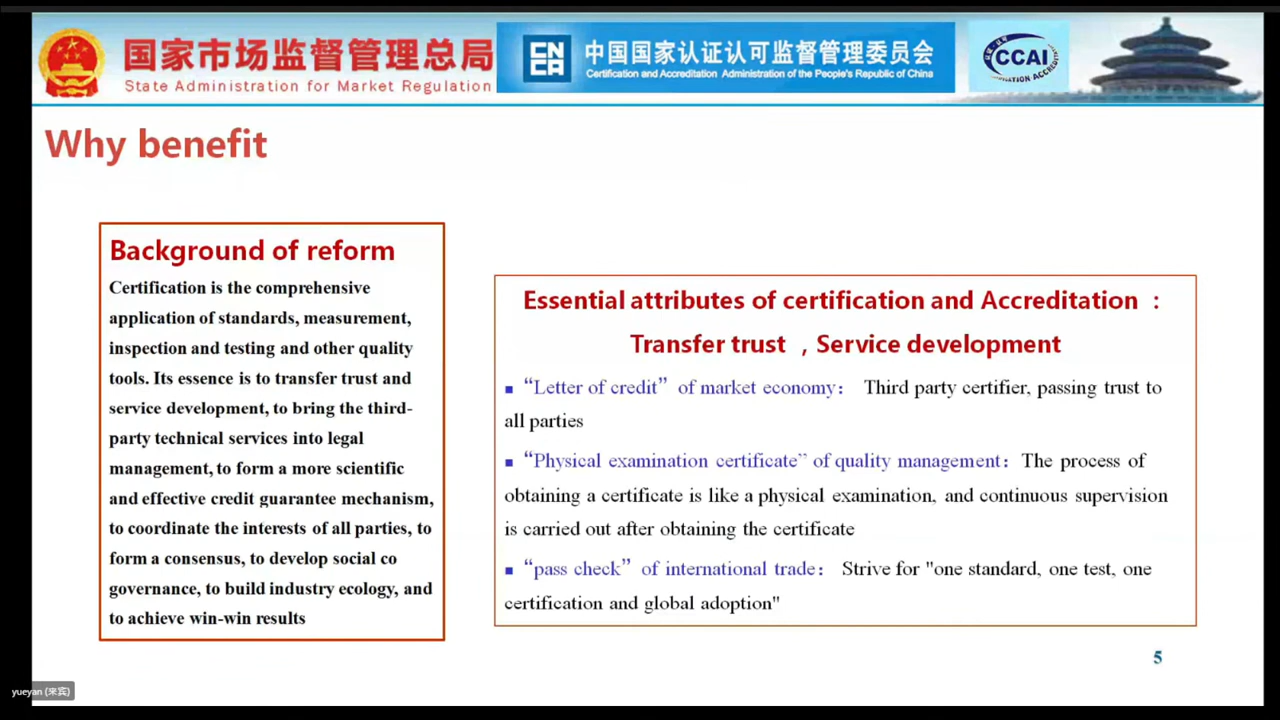 国家市场监督管理总局
State Administration for Market Regulation
CN
CA
中国国家认证认可监督管理委员会
Certification and Accreditation Administration of the People's Republic of China
CCAI
Why benefit
Background of reform
Certification is the comprehensive
application of standards, measurement,
inspection and testing and other quality
tools. Its essence is to transfer trust and
service development, to bring the third-
party technical services into legal
management, to form a more scientific
and effective credit guarantee mechanism,
to coordinate the interests of all parties, to
form a consensus, to develop social co
governance, to build industry ecology, and
to achieve win-win results
Essential attributes of certification and Accreditation ：
Transfer trust ，Service development
■ “Letter of credit” of market economy： Third party certifier, passing trust to
all parties
■ “Physical examination certificate” of quality management：The process of
obtaining a certificate is like a physical examination, and continuous supervision
is carried out after obtaining the certificate
■ “pass check” of international trade： Strive for "one standard, one test, one
certification and global adoption"
5
yueyan (来宾)